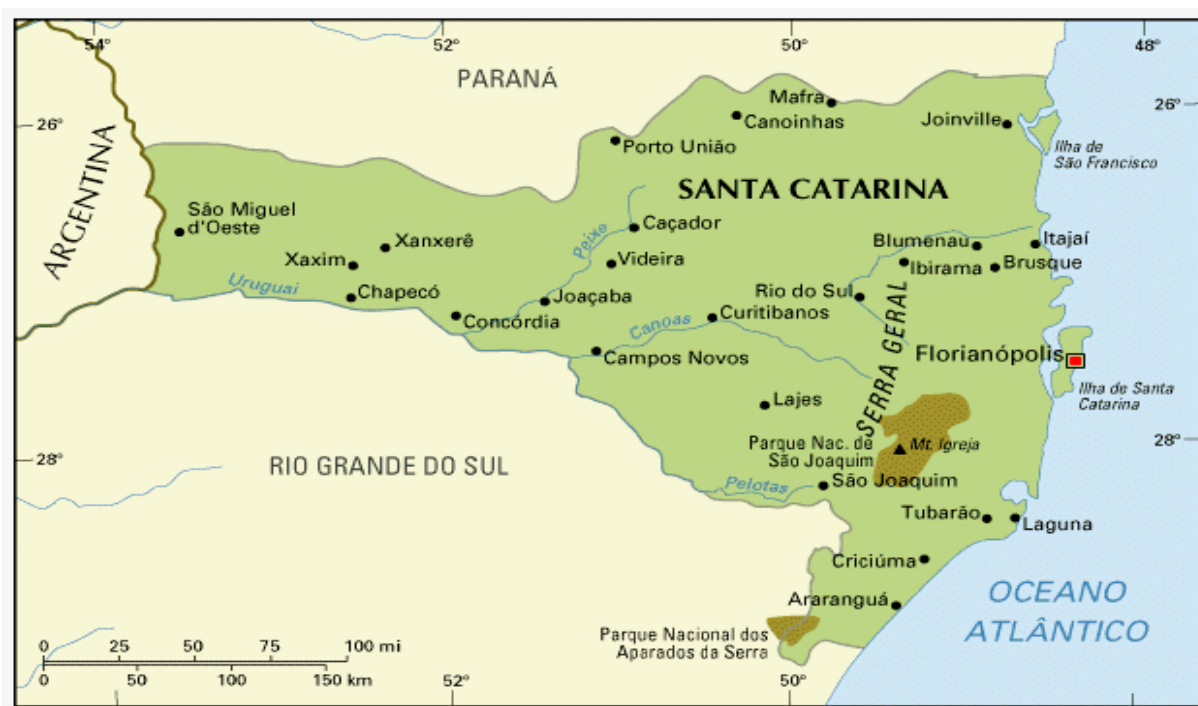 54°
52°
50°
48°
PARANÁ
26°
26°
Mafra
Canoinhas
Joinville
Porto União
Ilha de
São Francisco
ARGENTINA
SANTA CATARINA
São Miguel
d'Oeste
Xanxerê
Xaxim
Peixe
Caçador
Videira
Blumenau
Itajaí
Ibirama
Brusque
Uruguai
Chapecó
Joaçaba
Rio do Sul
Concórdia
Canoas
Curitibanos
SERRA GERAL
Campos Novos
Florianópolis
Ilha de Santa
Catarina
Lajes
Parque Nac. de
São Joaquim
Mt. Igreja
28°
28°
RIO GRANDE DO SUL
Pelotas
São Joaquim
Tubarão
Laguna
Criciúma
Araranguá
OCEANO
ATLÂNTICO
Parque Nacional dos
Aparados da Serra
0 25 50 75 100 mi
0 50 100 150 km
52°
50°